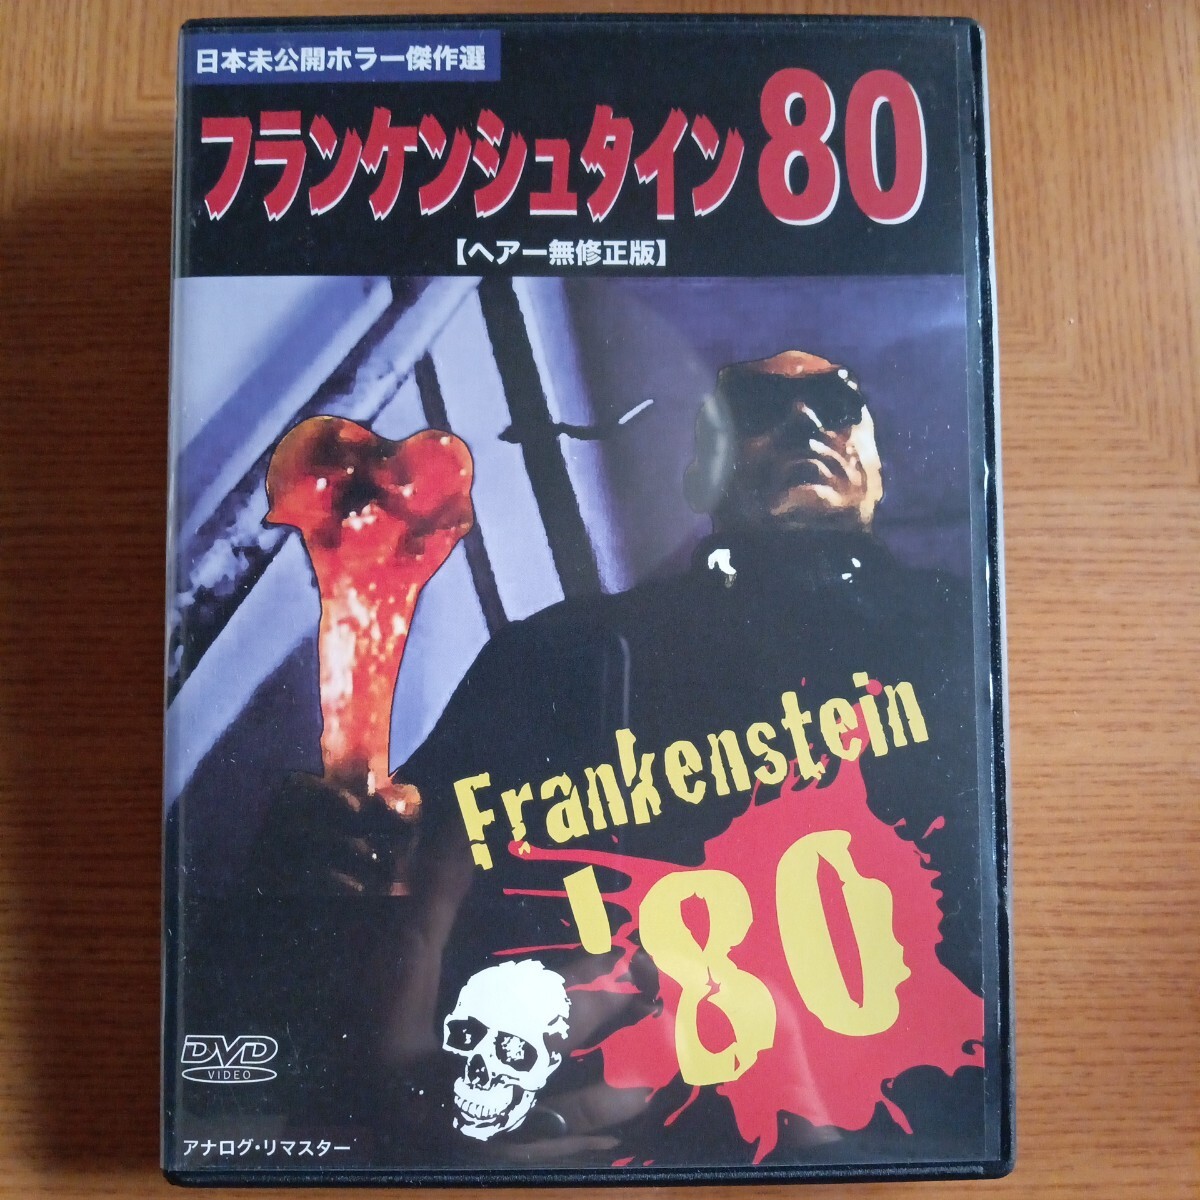 日本未公開ホラー傑作選
フランケンシュタイン80
【ヘアー無修正版】
Frankenstein
'80
DVD
VIDEO
アナログ・リマスター